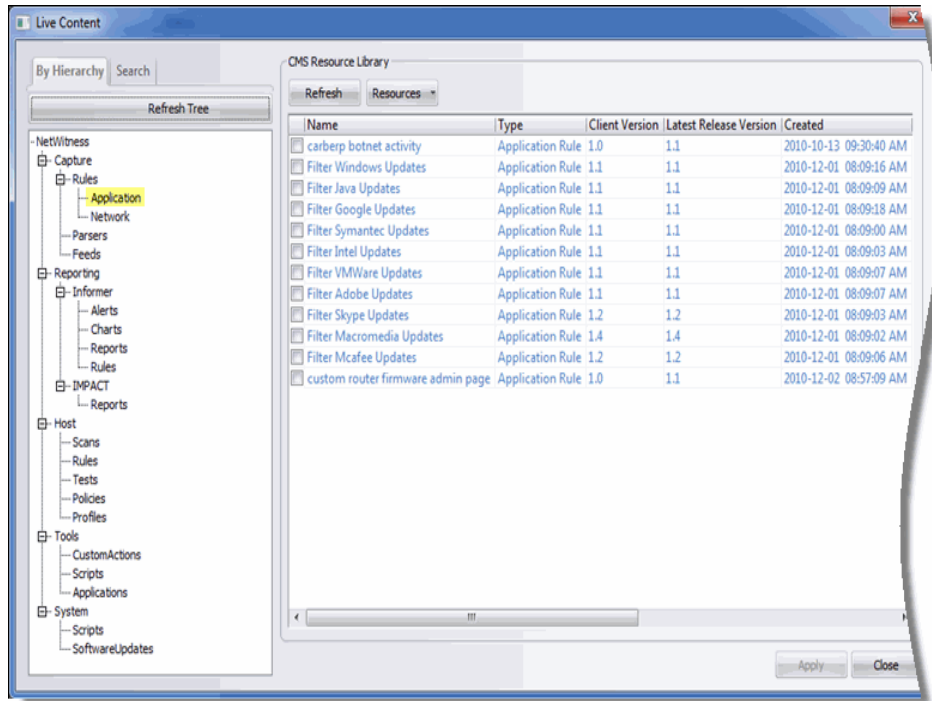 Live Content
X
By Hierarchy Search
Refresh Tree
NetWitness
Capture
Rules
Application
Network
Parsers
Feeds
Reporting
Informer
Alerts
Charts
Reports
Rules
IMPACT
Reports
Host
Scans
Rules
Tests
Policies
Profiles
Tools
CustomActions
Scripts
Applications
System
Scripts
SoftwareUpdates
CMS Resource Library
Refresh Resources
Name Type Client Version Latest Release Version Created
carberp botnet activity Application Rule 1.0 1.1 2010-10-13 09:30:40 AM
Filter Windows Updates Application Rule 1.1 1.1 2010-12-01 08:09:16 AM
Filter Java Updates Application Rule 1.1 1.1 2010-12-01 08:09:09 AM
Filter Google Updates Application Rule 1.1 1.1 2010-12-01 08:09:18 AM
Filter Symantec Updates Application Rule 1.1 1.1 2010-12-01 08:09:00 AM
Filter Intel Updates Application Rule 1.1 1.1 2010-12-01 08:09:03 AM
Filter VMWare Updates Application Rule 1.1 1.1 2010-12-01 08:09:07 AM
Filter Adobe Updates Application Rule 1.1 1.1 2010-12-01 08:09:07 AM
Filter Skype Updates Application Rule 1.2 1.2 2010-12-01 08:09:03 AM
Filter Macromedia Updates Application Rule 1.4 1.4 2010-12-01 08:09:02 AM
Filter Mcafee Updates Application Rule 1.2 1.2 2010-12-01 08:09:06 AM
custom router firmware admin page Application Rule 1.0 1.1 2010-12-02 08:57:09 AM
Apply Close